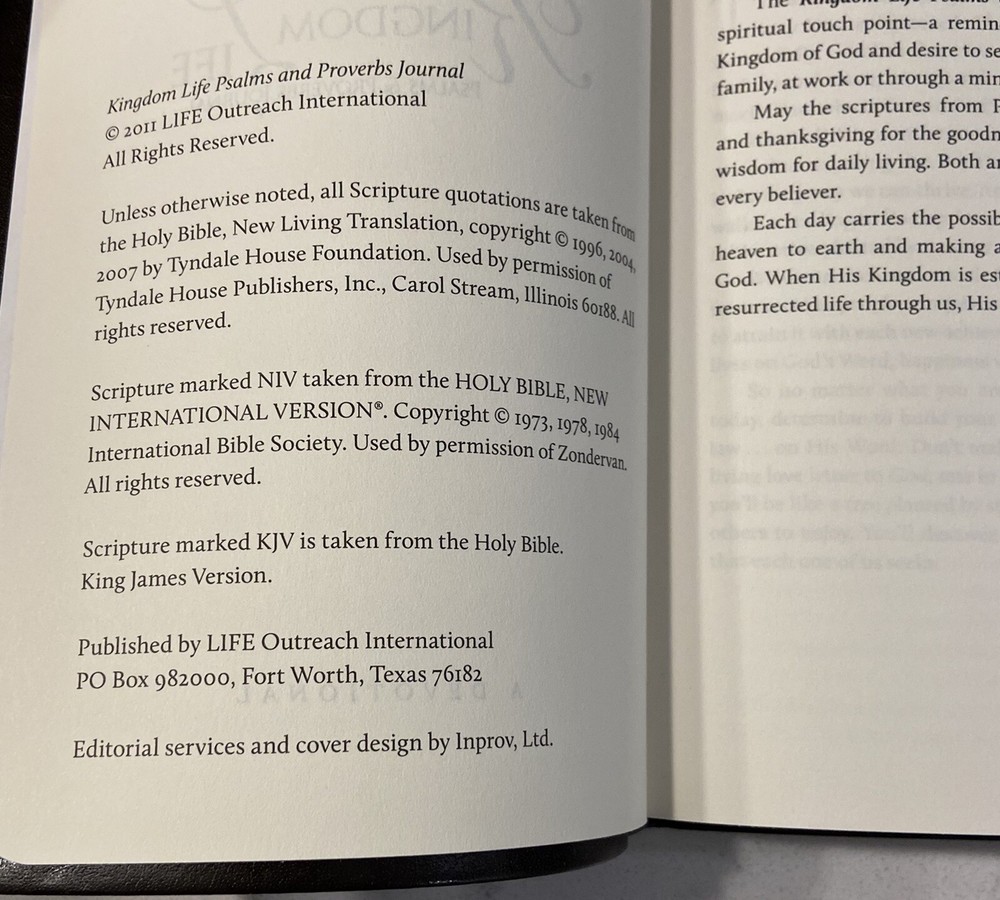 Kingdom Life Psalms and Proverbs Journal
© 2011 LIFE Outreach International
All Rights Reserved.
Unless otherwise noted, all Scripture quotations are taken from
the Holy Bible, New Living Translation, copyright © 1996, 2004,
2007 by Tyndale House Foundation. Used by permission of
Tyndale House Publishers, Inc., Carol Stream, Illinois 60188. All
rights reserved.
Scripture marked NIV taken from the HOLY BIBLE, NEW
INTERNATIONAL VERSION®. Copyright © 1973, 1978, 1984
International Bible Society. Used by permission of Zondervan.
All rights reserved.
Scripture marked KJV is taken from the Holy Bible.
King James Version.
Published by LIFE Outreach International
PO Box 982000, Fort Worth, Texas 76182
Editorial services and cover design by Inprov, Ltd.
The Kingdom Life Psalms
spiritual touch point—a remin
Kingdom of God and desire to se
family, at work or through a min
May the scriptures from P
and thanksgiving for the goodn
wisdom for daily living. Both a
every believer.
Each day carries the possib
heaven to earth and making a
God. When His Kingdom is es
resurrected life through us, His